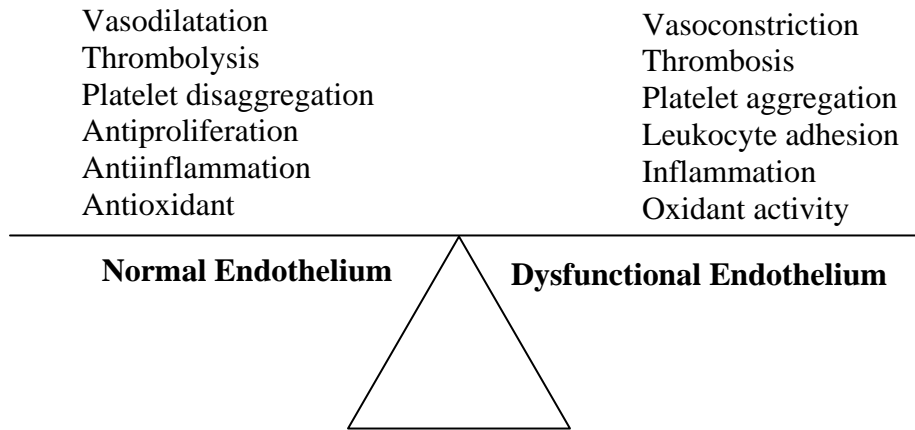 Vasodilatation
Thrombolysis
Platelet disaggregation
Antiproliferation
Antiinflammation
Antioxidant
Vasoconstriction
Thrombosis
Platelet aggregation
Leukocyte adhesion
Inflammation
Oxidant activity
Normal Endothelium
Dysfunctional Endothelium